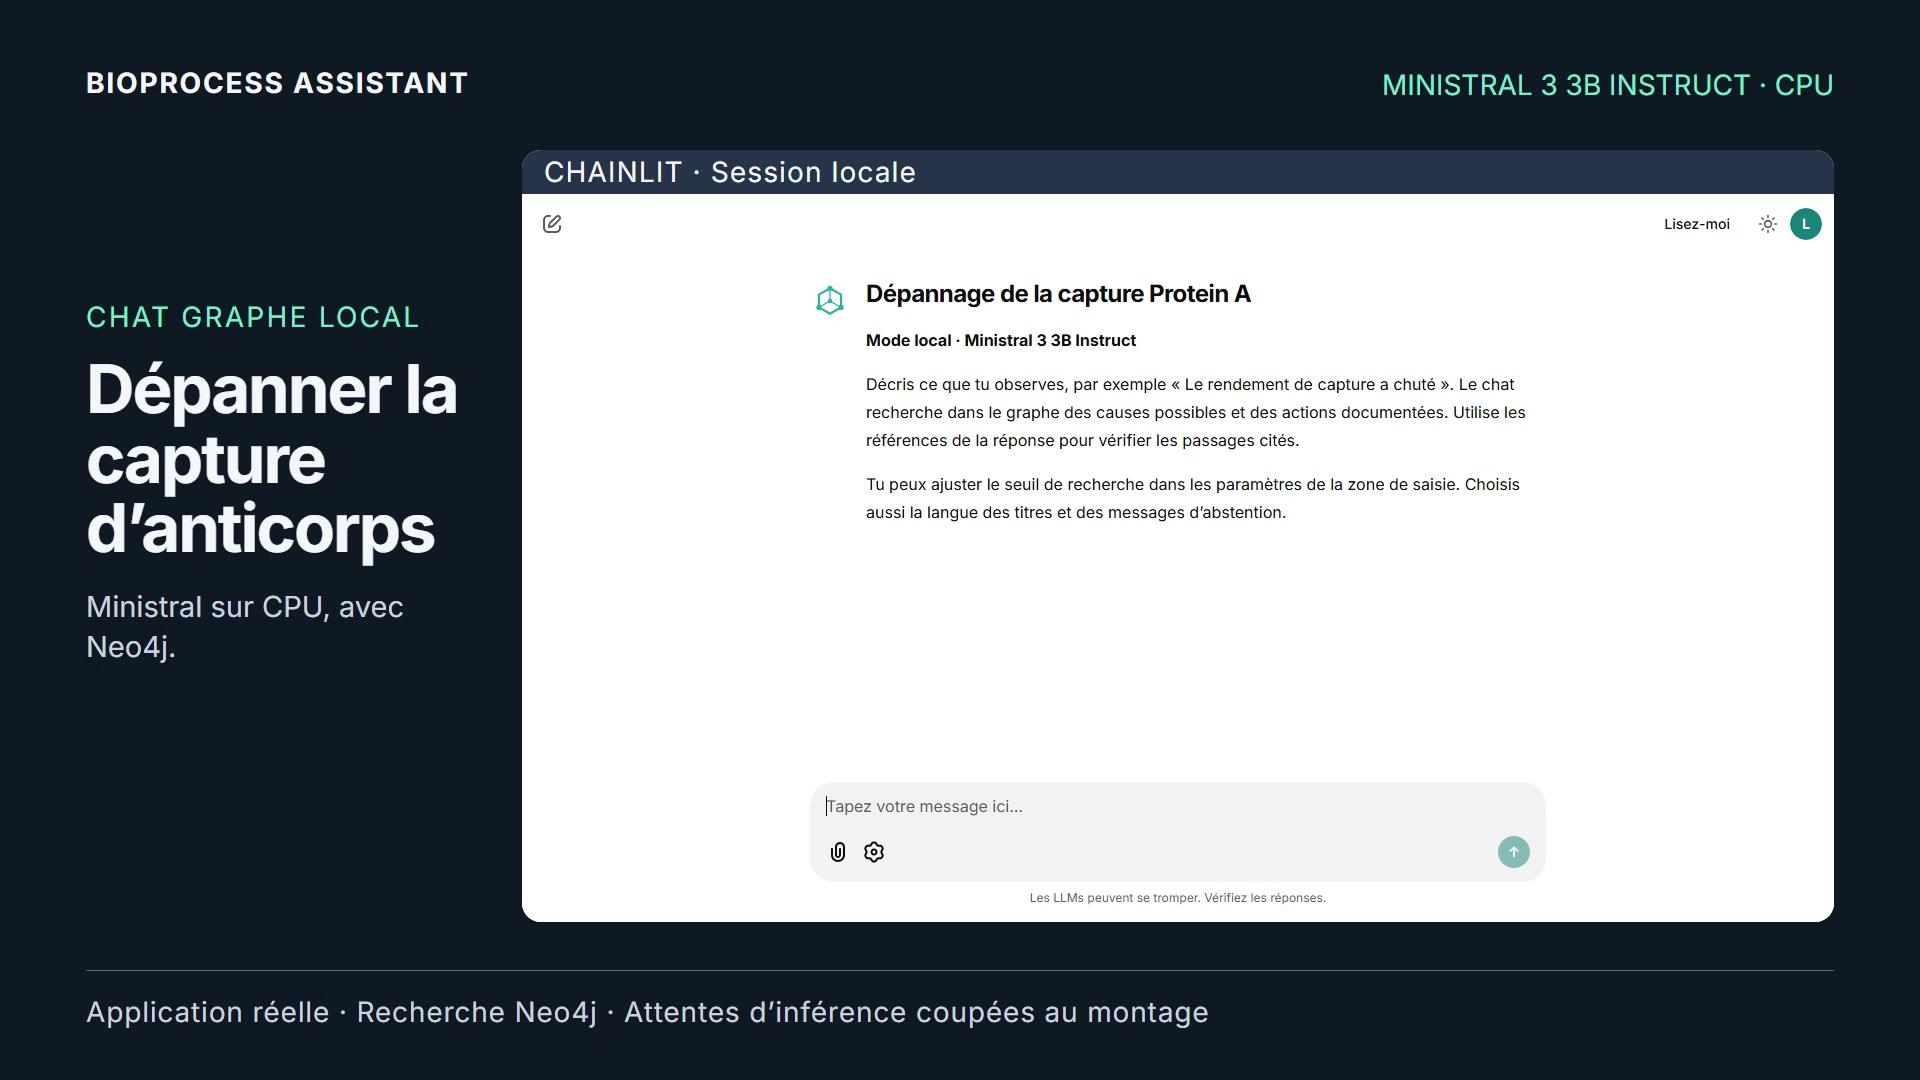 BIOPROCESS ASSISTANT
MINISTRAL 3 3B INSTRUCT · CPU
CHAT GRAPHE LOCAL
Dépanner la
capture
d’anticorps
Ministral sur CPU, avec
Neo4j.
CHAINLIT · Session locale
Lisez-moi
L
Dépannage de la capture Protein A
Mode local · Ministral 3 3B Instruct
Décris ce que tu observes, par exemple « Le rendement de capture a chuté ». Le chat
recherche dans le graphe des causes possibles et des actions documentées. Utilise les
références de la réponse pour vérifier les passages cités.
Tu peux ajuster le seuil de recherche dans les paramètres de la zone de saisie. Choisis
aussi la langue des titres et des messages d’abstention.
Tapez votre message ici...
Les LLMs peuvent se tromper. Vérifiez les réponses.
Application réelle · Recherche Neo4j · Attentes d’inférence coupées au montage